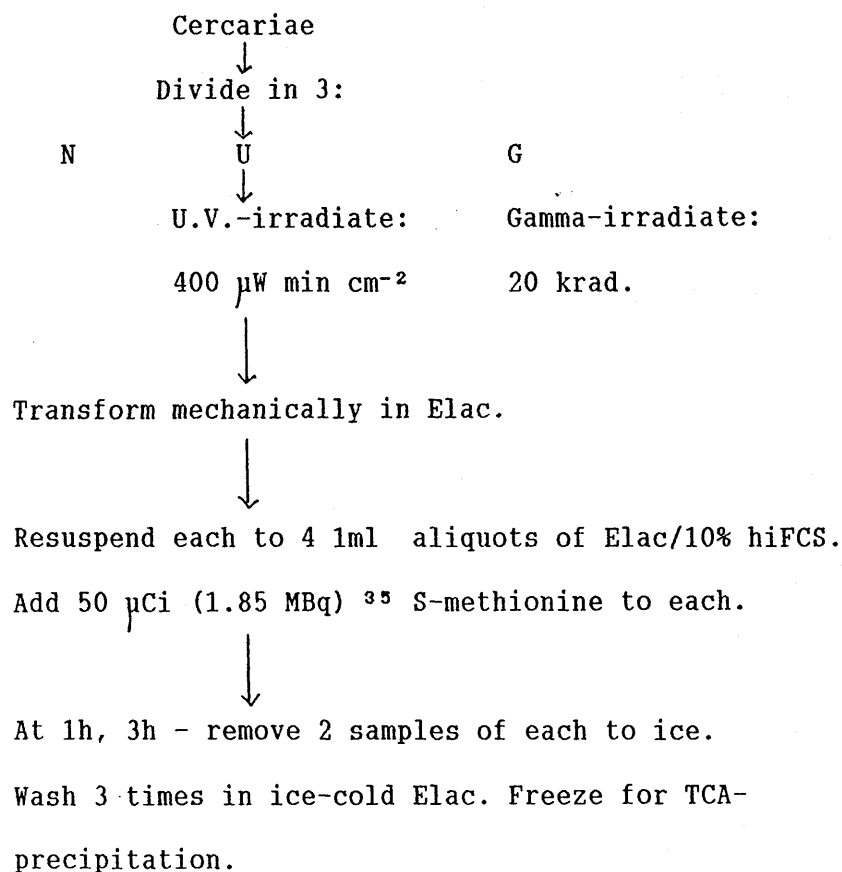 Cercariae
Divide in 3:
N U G
U.V.-irradiate: Gamma-irradiate:
400 µW min cm⁻² 20 krad.
Transform mechanically in Elac.
Resuspend each to 4 1ml aliquots of Elac/10% hiFCS.
Add 50 µCi (1.85 MBq) ³⁵ S-methionine to each.
At 1h, 3h - remove 2 samples of each to ice.
Wash 3 times in ice-cold Elac. Freeze for TCA-
precipitation.